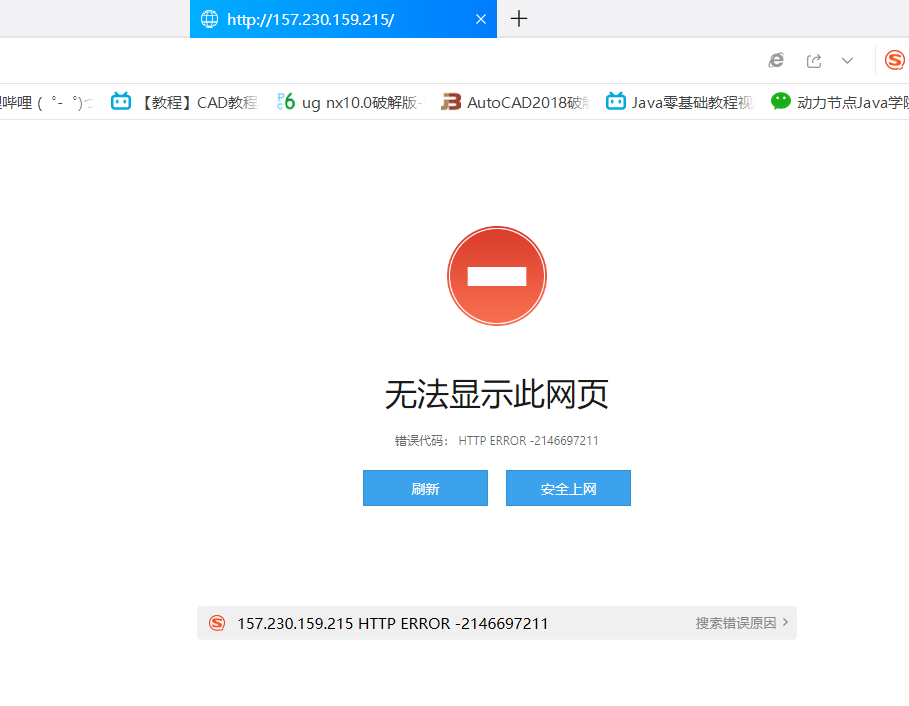 http://157.230.159.215/
哔哩 ( ゜- ゜)つ 【教程】CAD教程 ug nx10.0破解版- AutoCAD2018破解 Java零基础教程视 动力节点Java学院
无法显示此网页
错误代码： HTTP ERROR -2146697211
刷新 安全上网
157.230.159.215 HTTP ERROR -2146697211 搜索错误原因 >